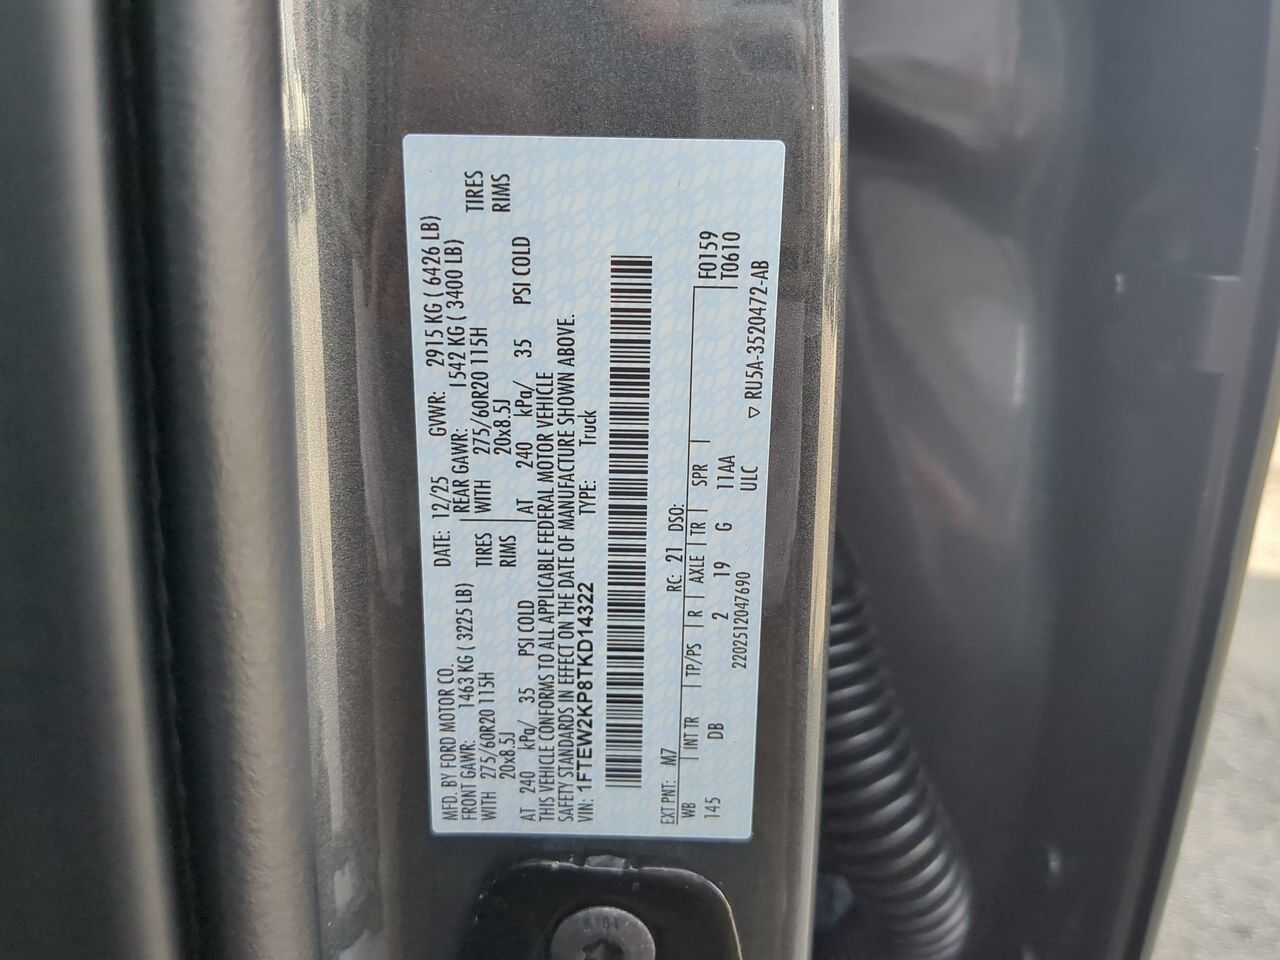 MFD. BY FORD MOTOR CO. DATE: 12/25 GVWR: 2915 KG ( 6426 LB)
FRONT GAWR: 1463 KG ( 3225 LB) REAR GAWR: 1542 KG ( 3400 LB)
WITH 275/60R20 115H TIRES WITH 275/60R20 115H TIRES
20x8.5J RIMS 20x8.5J RIMS
AT 240 kPa/ 35 PSI COLD AT 240 kPa/ 35 PSI COLD
THIS VEHICLE CONFORMS TO ALL APPLICABLE FEDERAL MOTOR VEHICLE
SAFETY STANDARDS IN EFFECT ON THE DATE OF MANUFACTURE SHOWN ABOVE.
VIN: 1FTEW2KP8TKD14322 TYPE: Truck
EXT PNT: M7 RC: 21 DSO:
WB INT TR TP/PS R AXLE TR SPR F0159
145 DB 2 19 G 11AA T0610
2202512047690 ULC ▽ RU5A-3520472-AB